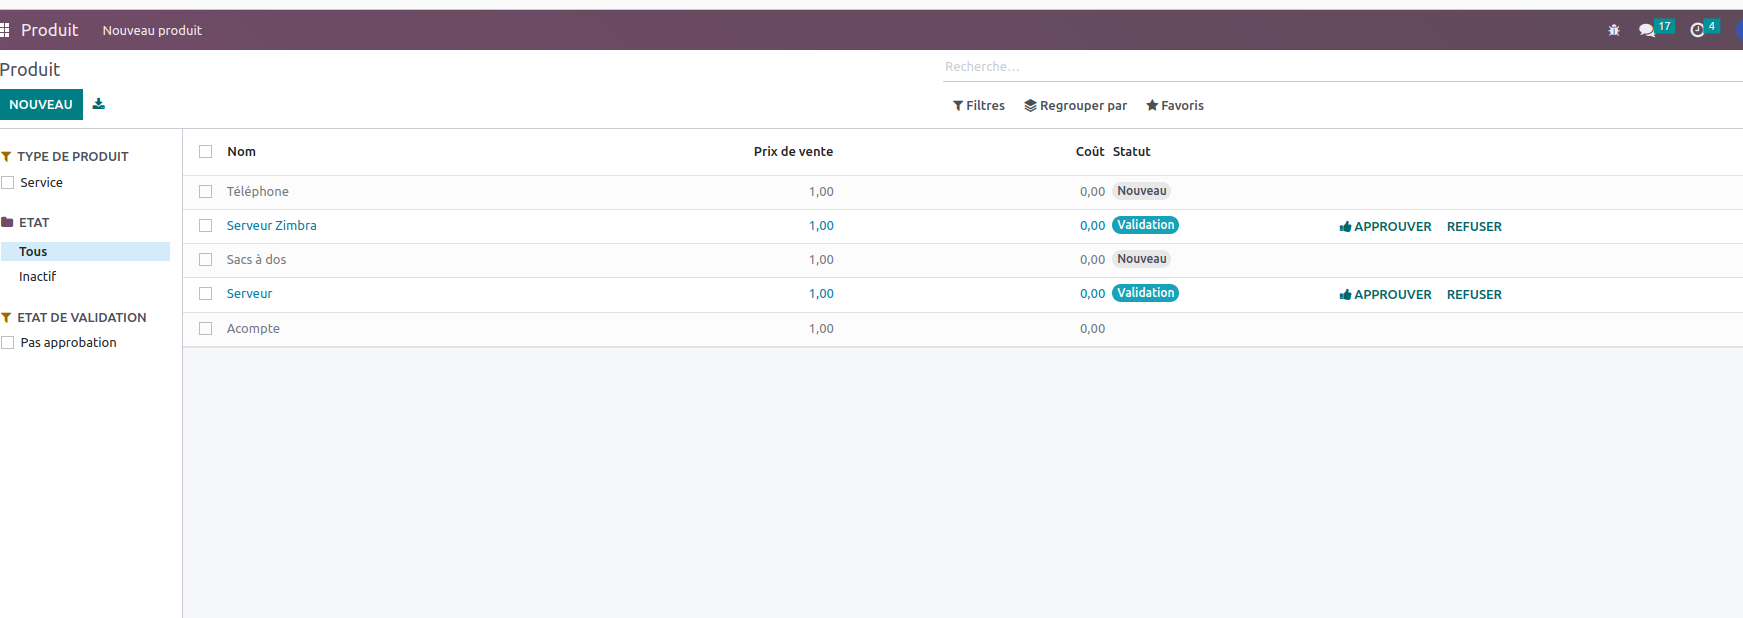 Produit Nouveau produit 17 4
Produit
Recherche...
NOUVEAU
Filtres Regrouper par Favoris
TYPE DE PRODUIT
Service
ETAT
Tous
Inactif
ETAT DE VALIDATION
Pas approbation
Nom Prix de vente Coût Statut
Téléphone 1,00 0,00 Nouveau
Serveur Zimbra 1,00 0,00 Validation APPROUVER REFUSER
Sacs à dos 1,00 0,00 Nouveau
Serveur 1,00 0,00 Validation APPROUVER REFUSER
Acompte 1,00 0,00